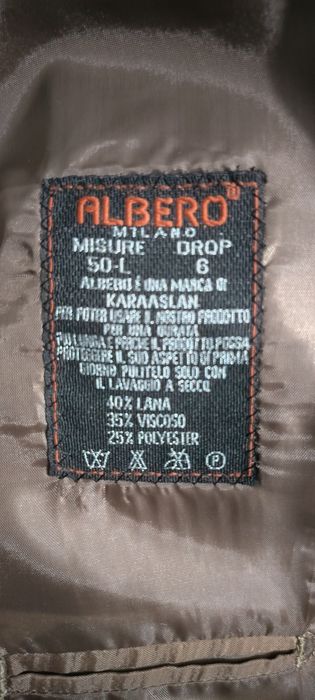 ALBERO
MILANO
MISURE DROP
50-L 6
ALBERO È UNA MARCA DI
KARAASLAN
PER POTER USARE IL NOSTRO PRODOTTO
PER UNA DURATA
PIU LUNGA E PERCHE IL PRODOTTO POSSA
PROTEGGERE IL SUO ASPETTO DI PRIMA
GIORNO PULITELO SOLO CON
IL LAVAGGIO A SECCO
40% LANA
35% VISCOSO
25% POLYESTER
P